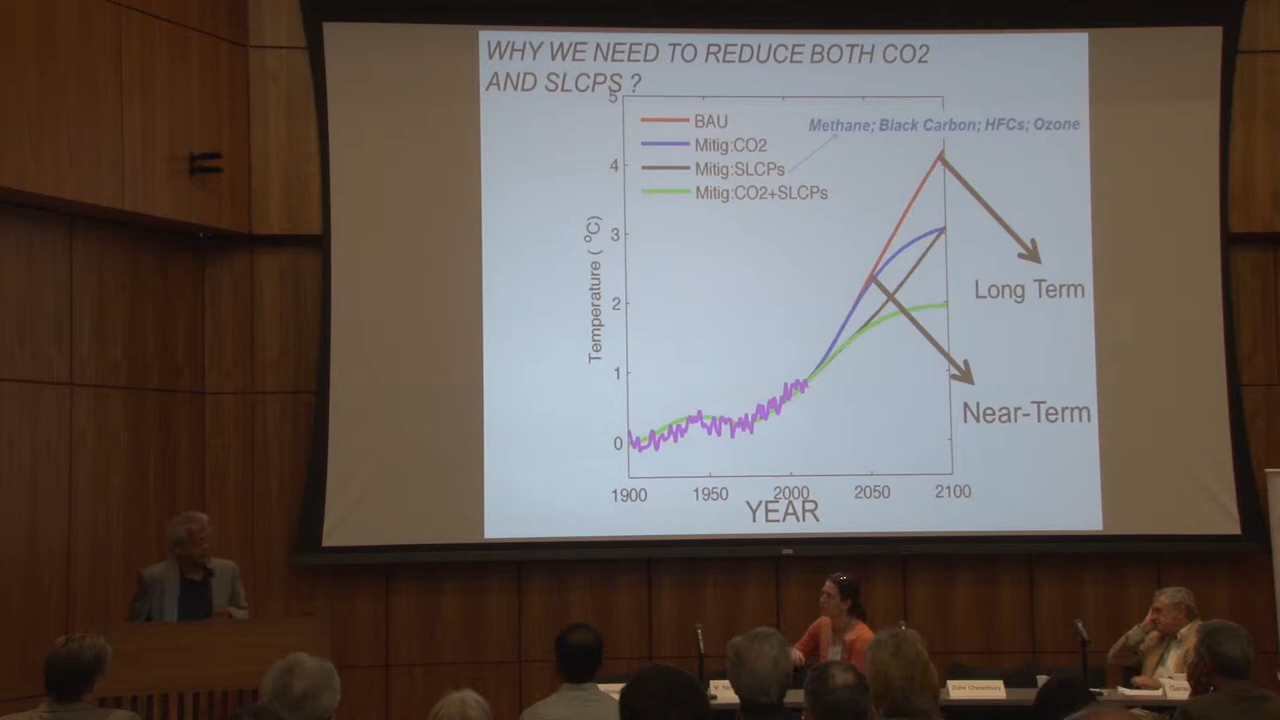 WHY WE NEED TO REDUCE BOTH CO2
AND SLCPS ?
5
BAU
Methane; Black Carbon; HFCs; Ozone
Mitig:CO2
4
Mitig:SLCPs
Mitig:CO2+SLCPs
3
Temperature ( °C)
Long Term
2
1
Near-Term
0
1900 1950 2000 2050 2100
YEAR
Zafar Chowdhury